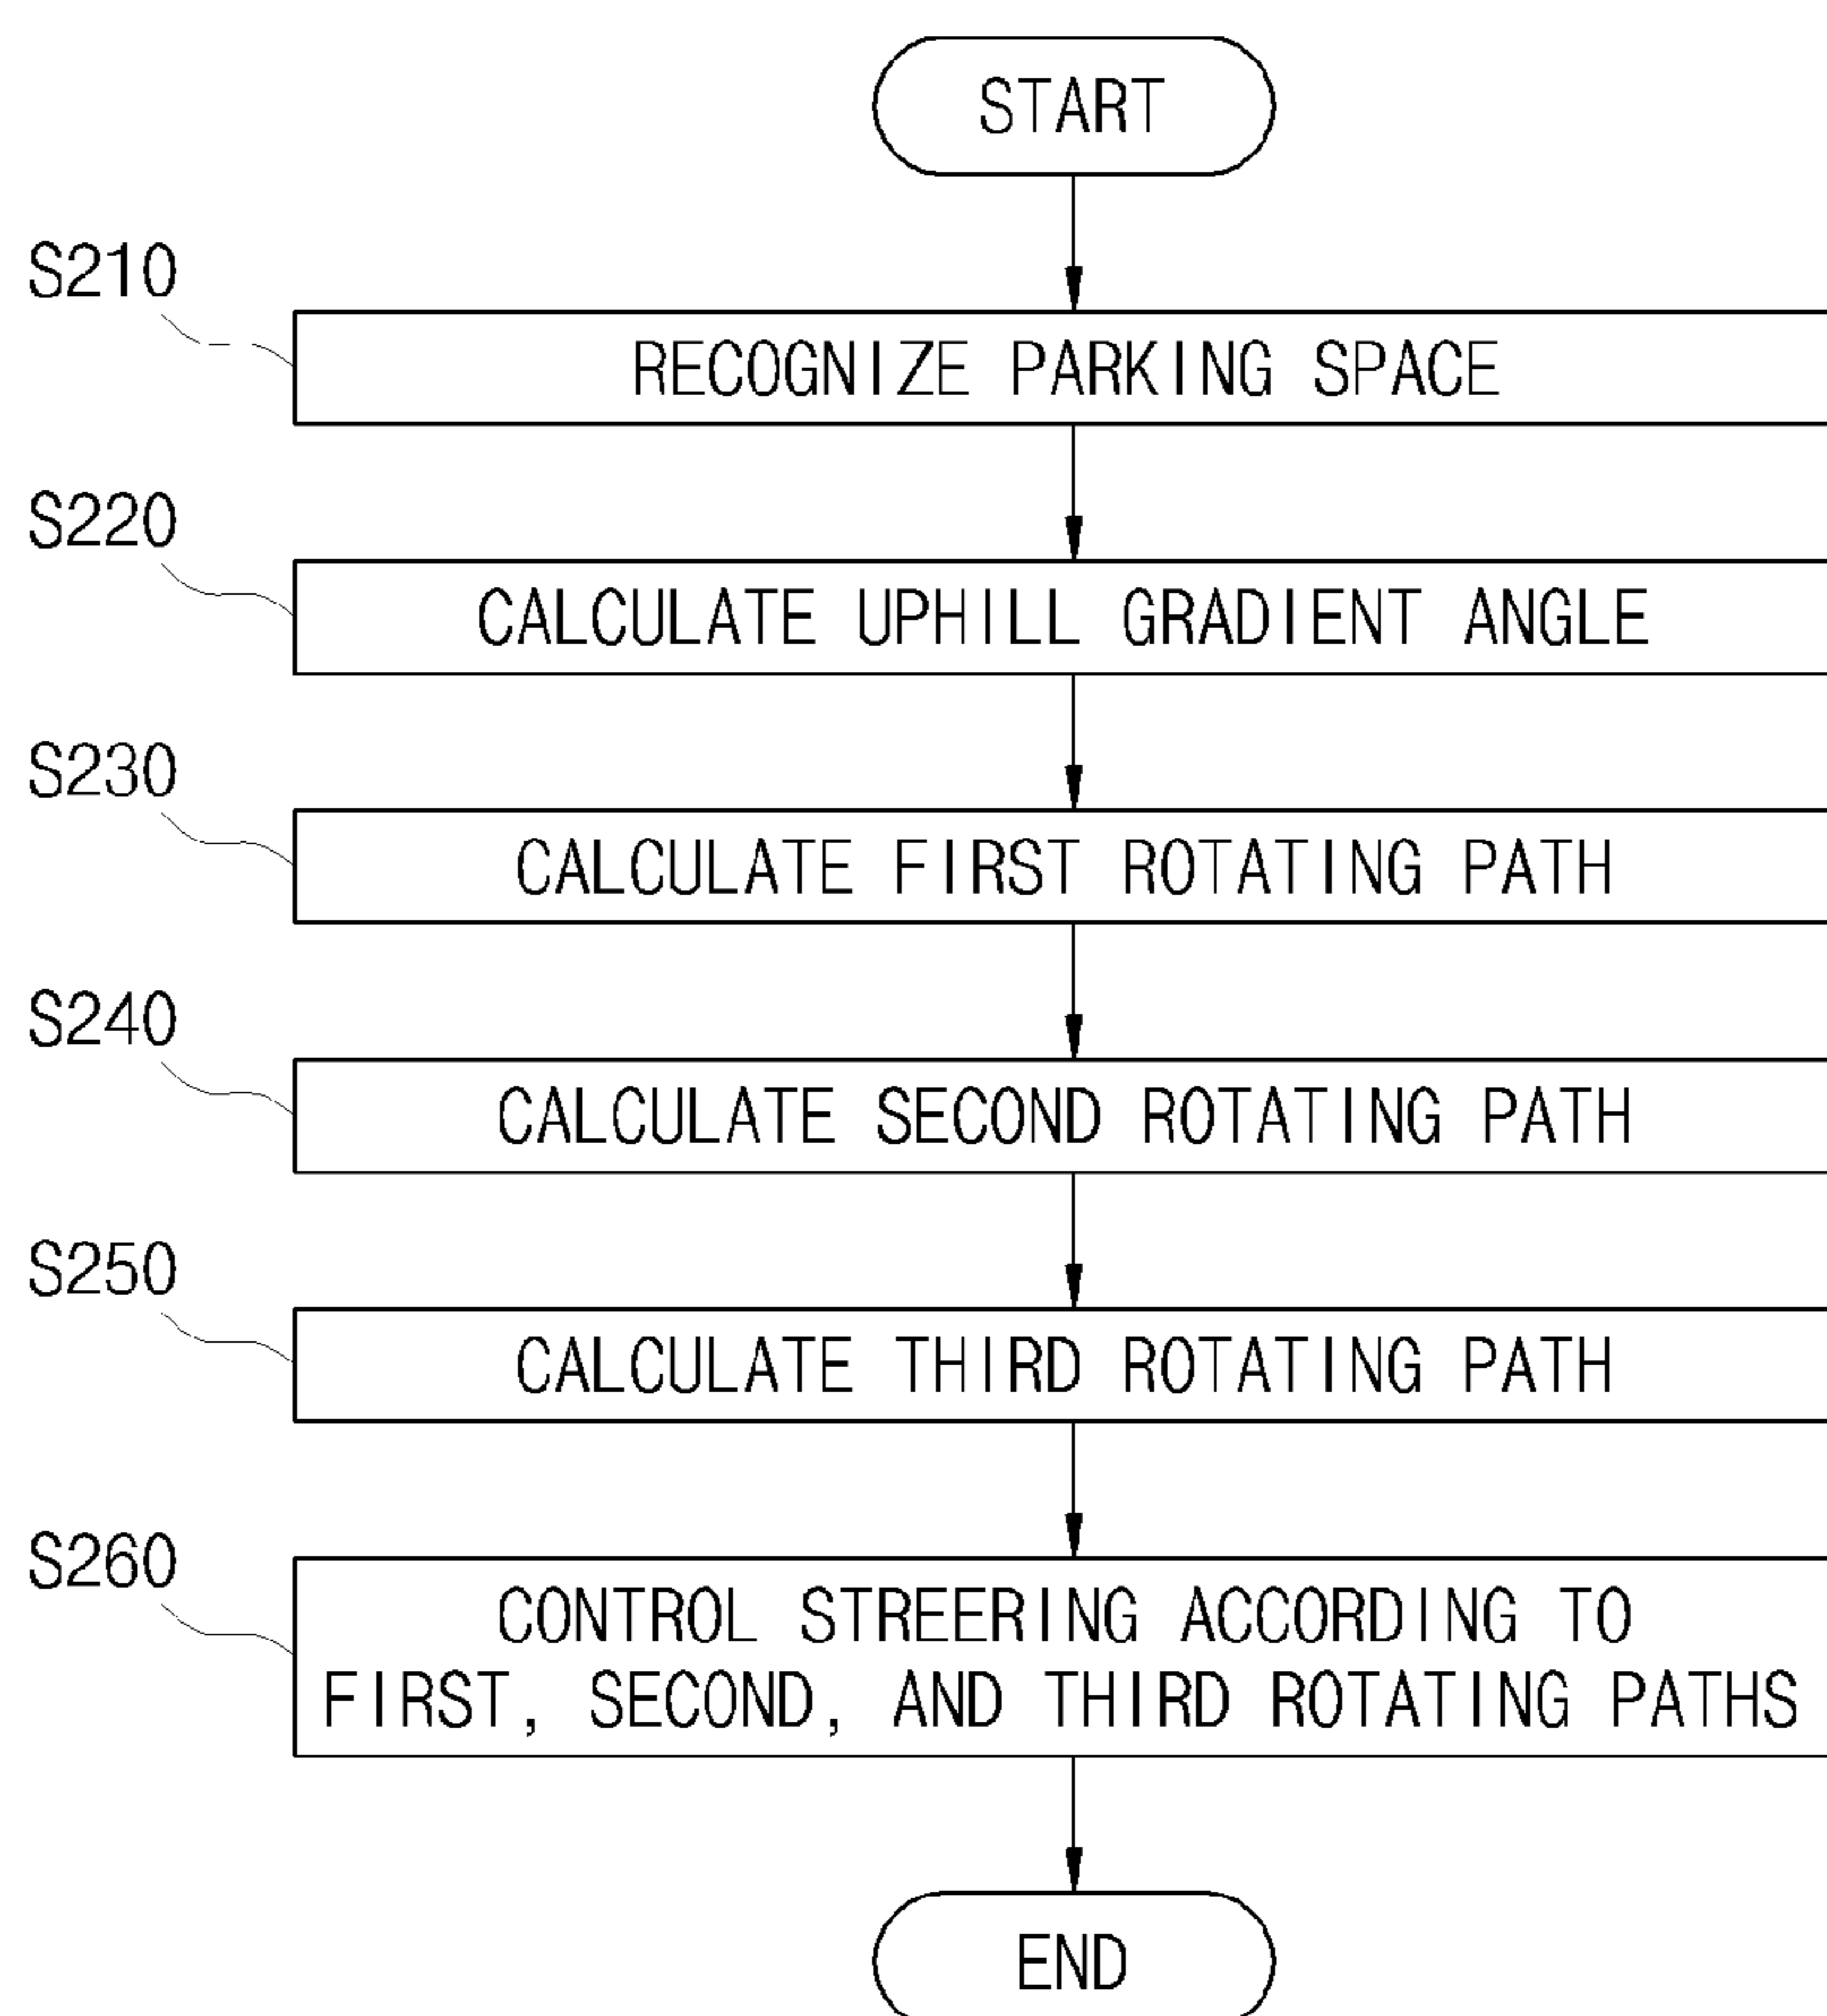 START
S210
RECOGNIZE PARKING SPACE
S220
CALCULATE UPHILL GRADIENT ANGLE
S230
CALCULATE FIRST ROTATING PATH
S240
CALCULATE SECOND ROTATING PATH
S250
CALCULATE THIRD ROTATING PATH
S260
CONTROL STREERING ACCORDING TO
FIRST, SECOND, AND THIRD ROTATING PATHS
END